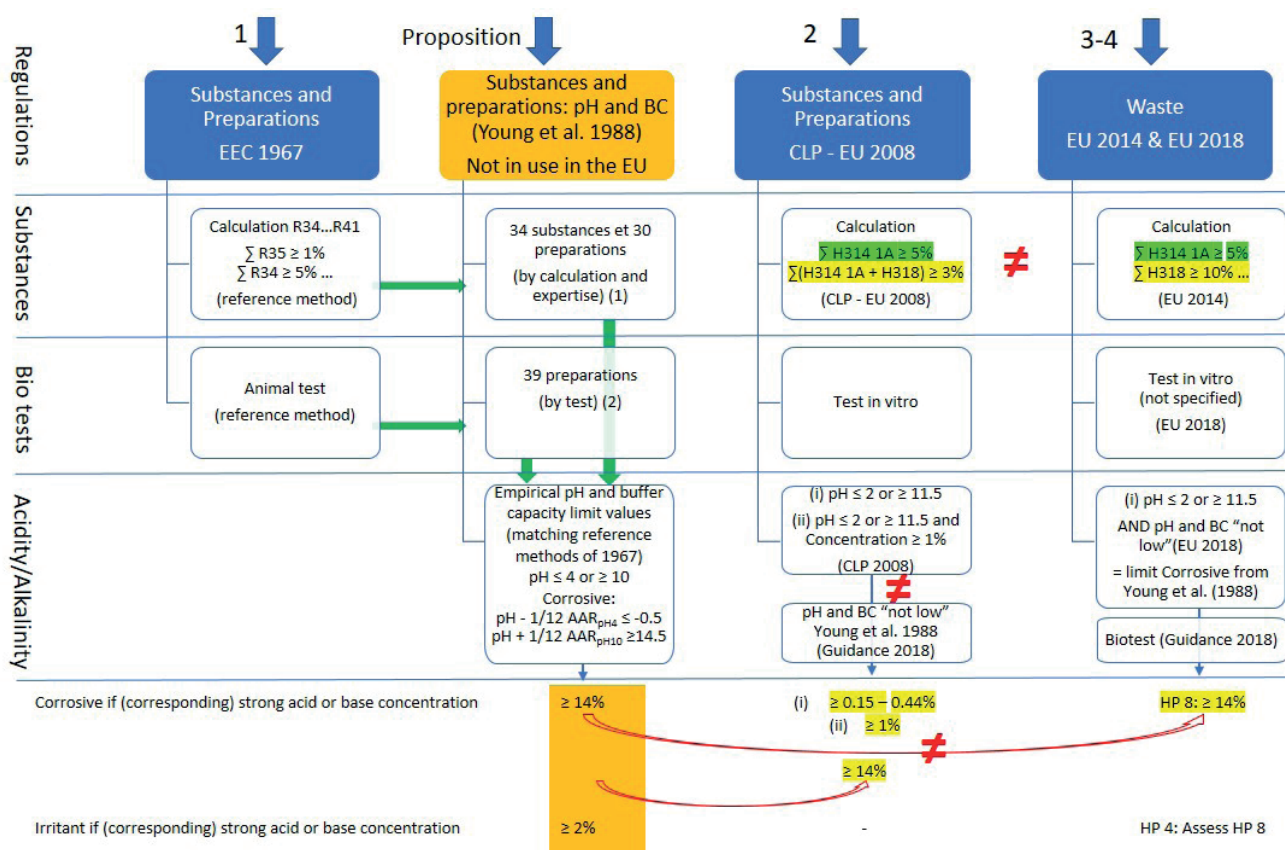 1
Proposition
2
3-4
Regulations
Substances and
Preparations
EEC 1967
Substances and
preparations: pH and BC
(Young et al. 1988)
Not in use in the EU
Substances and
Preparations
CLP - EU 2008
Waste
EU 2014 & EU 2018
Substances
Calculation R34...R41
∑ R35 ≥ 1%
∑ R34 ≥ 5% ...
(reference method)
34 substances et 30
preparations
(by calculation and
expertise) (1)
Calculation
∑ H314 1A ≥ 5%
∑(H314 1A + H318) ≥ 3%
(CLP - EU 2008)
≠
Calculation
∑ H314 1A ≥ 5%
∑ H318 ≥ 10% ...
(EU 2014)
Bio tests
Animal test
(reference method)
39 preparations
(by test) (2)
Test in vitro
Test in vitro
(not specified)
(EU 2018)
Acidity/Alkalinity
Empirical pH and buffer
capacity limit values
(matching reference
methods of 1967)
pH ≤ 4 or ≥ 10
Corrosive:
pH - 1/12 AARpH4 ≤ -0.5
pH + 1/12 AARpH10 ≥14.5
(i) pH ≤ 2 or ≥ 11.5
(ii) pH ≤ 2 or ≥ 11.5 and
Concentration ≥ 1%
(CLP 2008)
≠
pH and BC “not low”
Young et al. 1988
(Guidance 2018)
(i) pH ≤ 2 or ≥ 11.5
AND pH and BC “not
low”(EU 2018)
= limit Corrosive from
Young et al. (1988)
Biotest (Guidance 2018)
Corrosive if (corresponding) strong acid or base concentration
≥ 14%
(i) ≥ 0.15 – 0.44%
(ii) ≥ 1%
HP 8: ≥ 14%
≠
≥ 14%
Irritant if (corresponding) strong acid or base concentration
≥ 2%
-
HP 4: Assess HP 8